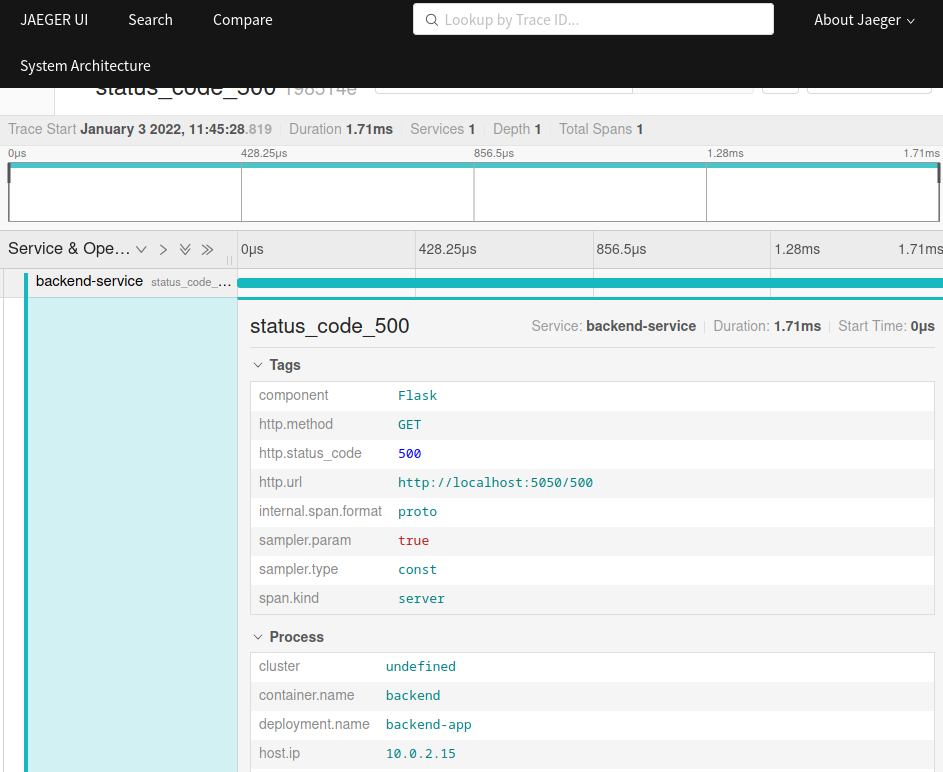 JAEGER UI Search Compare Lookup by Trace ID... About Jaeger
System Architecture
status_code_500 198514e
Trace Start January 3 2022, 11:45:28.819 Duration 1.71ms Services 1 Depth 1 Total Spans 1
0μs 428.25μs 856.5μs 1.28ms 1.71ms
Service & Ope... 0μs 428.25μs 856.5μs 1.28ms 1.71ms
backend-service status_code_...
status_code_500 Service: backend-service Duration: 1.71ms Start Time: 0μs
Tags
component Flask
http.method GET
http.status_code 500
http.url http://localhost:5050/500
internal.span.format proto
sampler.param true
sampler.type const
span.kind server
Process
cluster undefined
container.name backend
deployment.name backend-app
host.ip 10.0.2.15